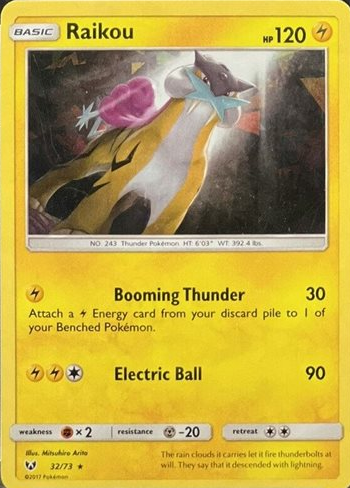 BASIC Raikou HP 120
NO. 243 Thunder Pokémon HT: 6'03" WT: 392.4 lbs.
Booming Thunder 30
Attach a Energy card from your discard pile to 1 of
your Benched Pokémon.
Electric Ball 90
weakness × 2 resistance -20 retreat
Illus. Mitsuhiro Arita
32/73 ★
©2017 Pokémon
The rain clouds it carries let it fire thunderbolts at
will. They say that it descended with lightning.